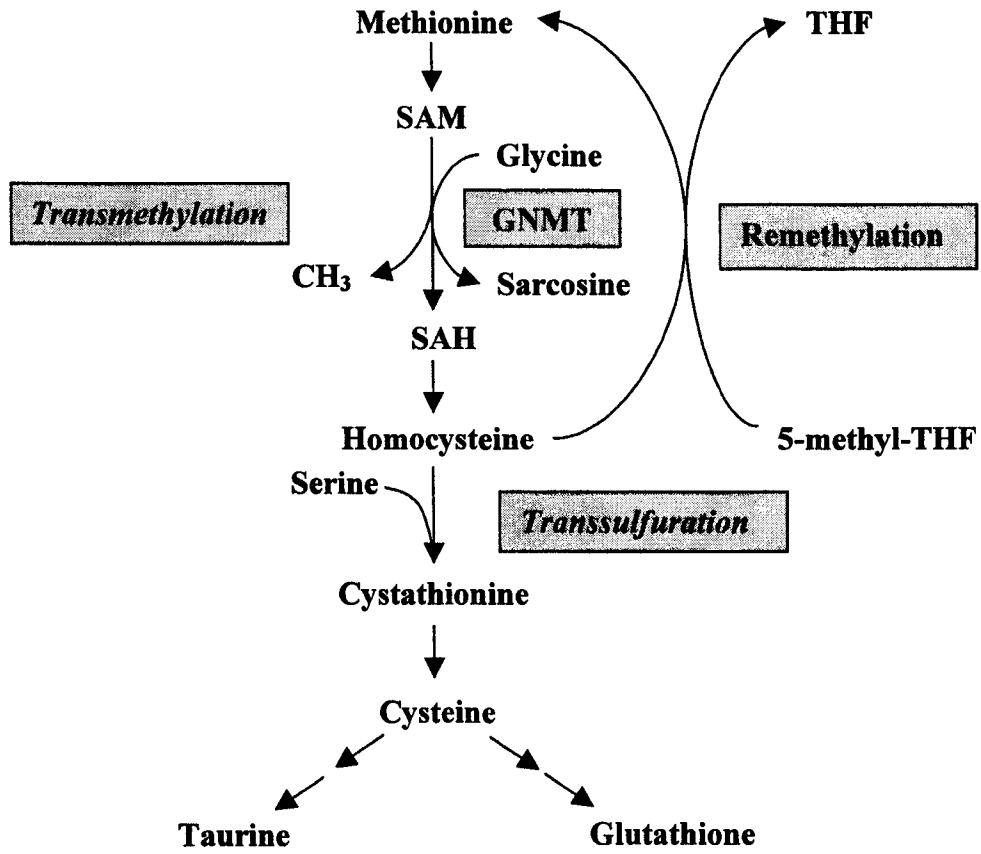 Methionine
THF
SAM
Glycine
Transmethylation
GNMT
Remethylation
CH₃
Sarcosine
SAH
Homocysteine
5-methyl-THF
Serine
Transsulfuration
Cystathionine
Cysteine
Taurine
Glutathione